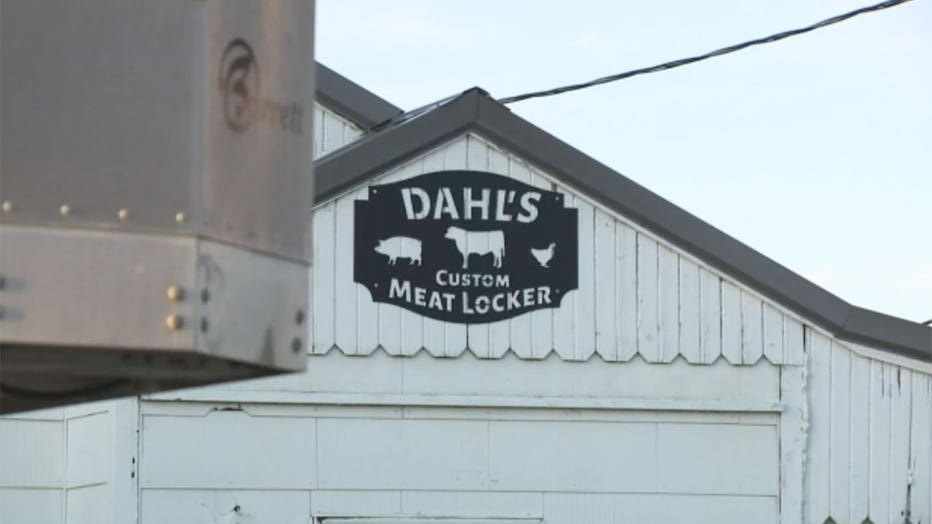 DAHL'S
CUSTOM
MEAT LOCKER